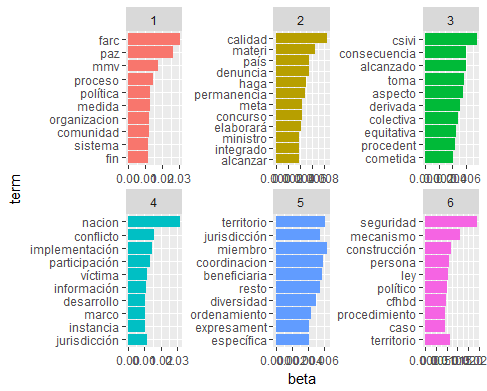 1
farc
paz
mmv
proceso
política
medida
organizacion
comunidad
sistema
fin
2
calidad
materi
país
denuncia
haga
permanencia
meta
concurso
elaborará
ministro
integrado
alcanzar
3
csivi
consecuencia
alcanzado
toma
aspecto
derivada
colectiva
equitativa
procedent
cometida
term
4
nacion
conflicto
implementación
participación
víctima
información
desarrollo
marco
instancia
jurisdicción
5
territorio
jurisdicción
miembro
coordinacion
beneficiaria
resto
diversidad
ordenamiento
expresament
específica
6
seguridad
mecanismo
construcción
persona
ley
político
cfhbd
procedimiento
caso
territorio
beta